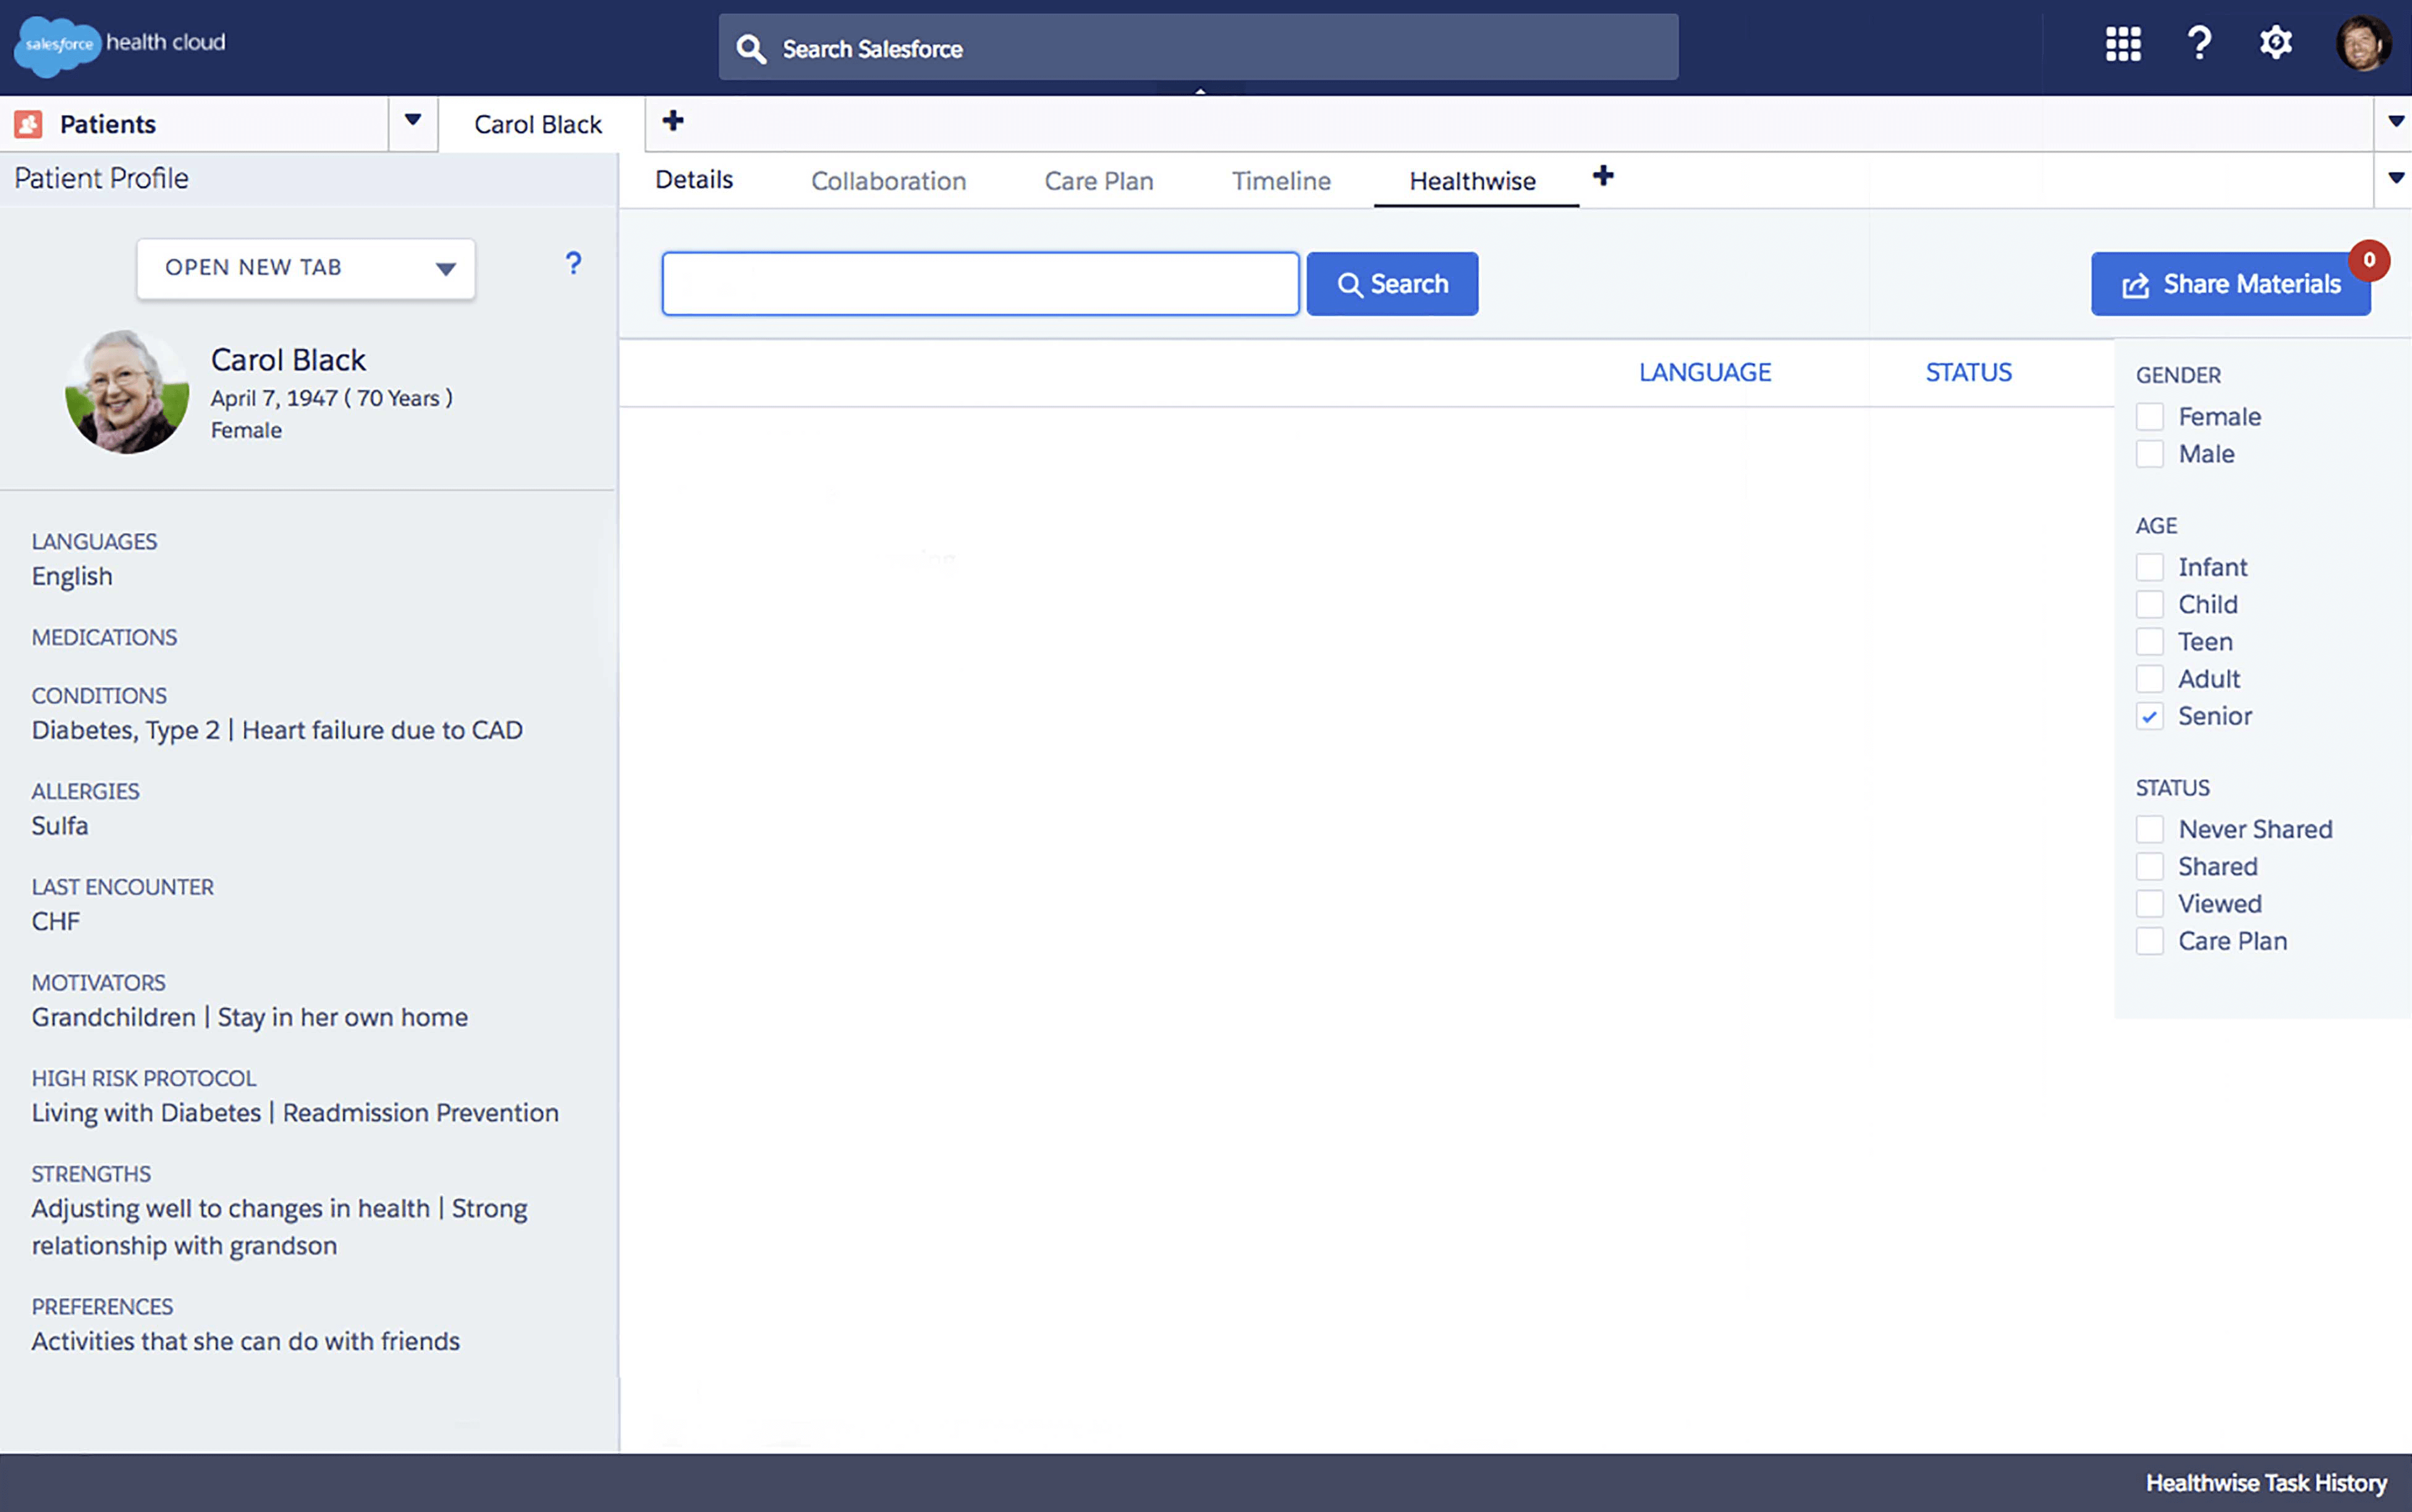 salesforce health cloud
Search Salesforce
Patients
Carol Black
Patient Profile
Details
Collaboration
Care Plan
Timeline
Healthwise
OPEN NEW TAB
?
Search
Share Materials
0
Carol Black
April 7, 1947 ( 70 Years )
Female
LANGUAGE
STATUS
LANGUAGES
English
MEDICATIONS
CONDITIONS
Diabetes, Type 2 | Heart failure due to CAD
ALLERGIES
Sulfa
LAST ENCOUNTER
CHF
MOTIVATORS
Grandchildren | Stay in her own home
HIGH RISK PROTOCOL
Living with Diabetes | Readmission Prevention
STRENGTHS
Adjusting well to changes in health | Strong
relationship with grandson
PREFERENCES
Activities that she can do with friends
GENDER
Female
Male
AGE
Infant
Child
Teen
Adult
Senior
STATUS
Never Shared
Shared
Viewed
Care Plan
Healthwise Task History